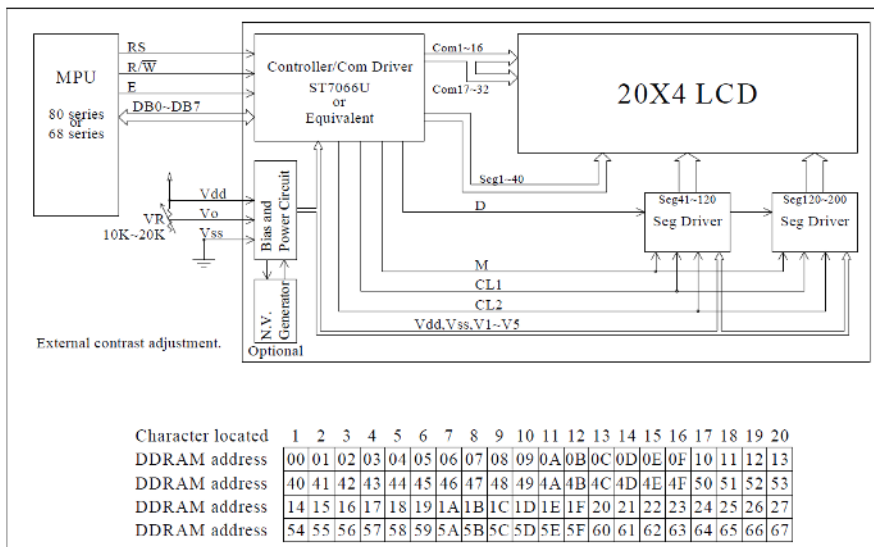 MPU
80 series
or
68 series
RS
R/W
E
DB0~DB7
Controller/Com Driver
ST7066U
or
Equivalent
Com1~16
Com17~32
20X4 LCD
Seg1~40
D
Seg41~120
Seg Driver
Seg120~200
Seg Driver
Vdd
Vo
Vss
VR
10K~20K
Bias and
Power Circuit
N.V.
Generator
Optional
M
CL1
CL2
Vdd,Vss,V1~V5
External contrast adjustment.
Character located 1 2 3 4 5 6 7 8 9 10 11 12 13 14 15 16 17 18 19 20
DDRAM address 00 01 02 03 04 05 06 07 08 09 0A 0B 0C 0D 0E 0F 10 11 12 13
DDRAM address 40 41 42 43 44 45 46 47 48 49 4A 4B 4C 4D 4E 4F 50 51 52 53
DDRAM address 14 15 16 17 18 19 1A 1B 1C 1D 1E 1F 20 21 22 23 24 25 26 27
DDRAM address 54 55 56 57 58 59 5A 5B 5C 5D 5E 5F 60 61 62 63 64 65 66 67